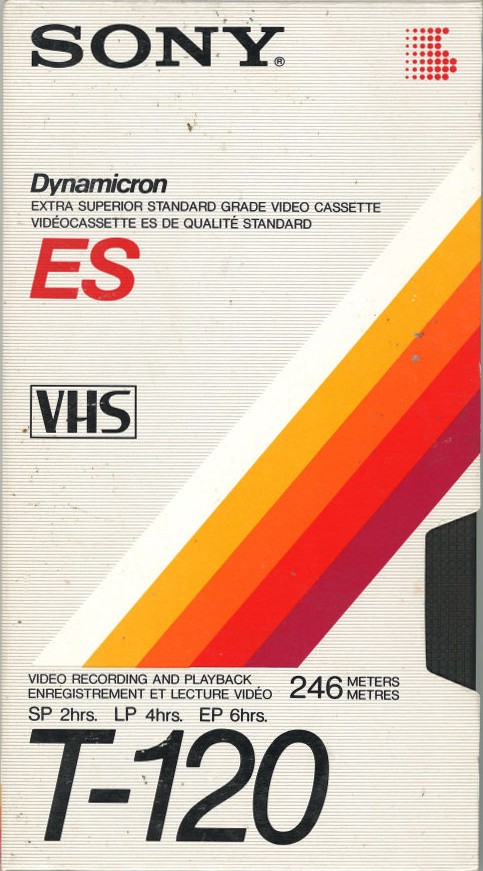 SONY®
Dynamicron
EXTRA SUPERIOR STANDARD GRADE VIDEO CASSETTE
VIDÉOCASSETTE ES DE QUALITÉ STANDARD
ES
VHS
VIDEO RECORDING AND PLAYBACK
ENREGISTREMENT ET LECTURE VIDÉO
246 METERS
METRES
SP 2hrs. LP 4hrs. EP 6hrs.
T-120